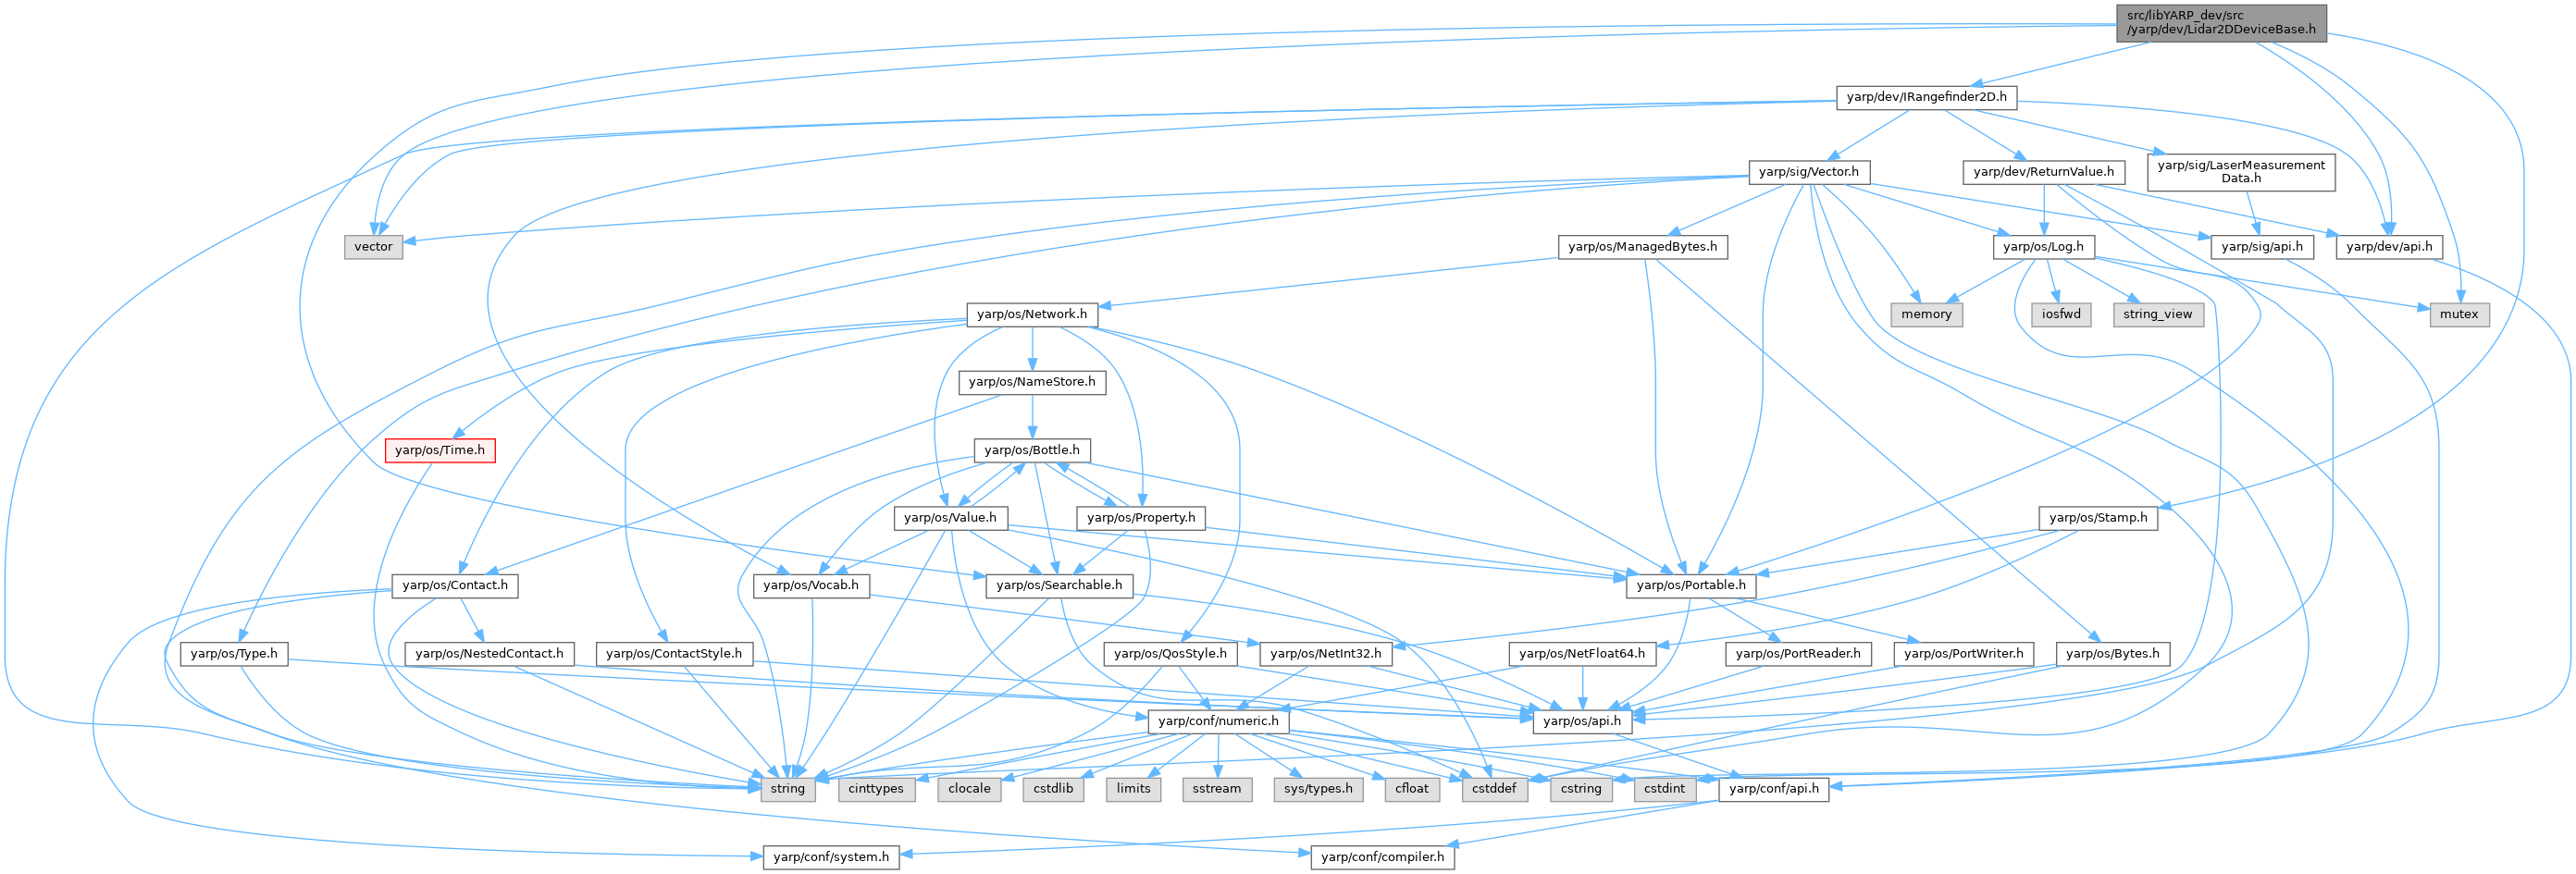 src/libYARP_dev/src
/yarp/dev/Lidar2DDeviceBase.h
yarp/dev/IRangefinder2D.h
yarp/sig/Vector.h
yarp/dev/ReturnValue.h
yarp/sig/LaserMeasurement
Data.h
vector
yarp/os/ManagedBytes.h
yarp/os/Log.h
yarp/sig/api.h
yarp/dev/api.h
yarp/os/Network.h
memory
iosfwd
string_view
mutex
yarp/os/NameStore.h
yarp/os/Time.h
yarp/os/Bottle.h
yarp/os/Value.h
yarp/os/Property.h
yarp/os/Stamp.h
yarp/os/Contact.h
yarp/os/Vocab.h
yarp/os/Searchable.h
yarp/os/Portable.h
yarp/os/Type.h
yarp/os/NestedContact.h
yarp/os/ContactStyle.h
yarp/os/QosStyle.h
yarp/os/NetInt32.h
yarp/os/NetFloat64.h
yarp/os/PortReader.h
yarp/os/PortWriter.h
yarp/os/Bytes.h
yarp/conf/numeric.h
yarp/os/api.h
string
cinttypes
clocale
cstdlib
limits
sstream
sys/types.h
cfloat
cstddef
cstring
cstdint
yarp/conf/api.h
yarp/conf/system.h
yarp/conf/compiler.h